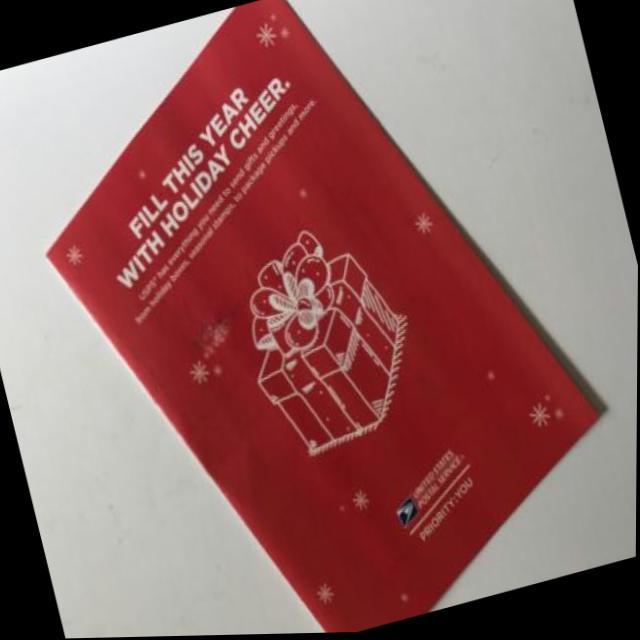 FILL THIS YEAR
WITH HOLIDAY CHEER.
USPS® has everything you need to send gifts and greetings,
from holiday boxes, seasonal stamps, to package pickups and more.
UNITED STATES
POSTAL SERVICE®
PRIORITY:YOU